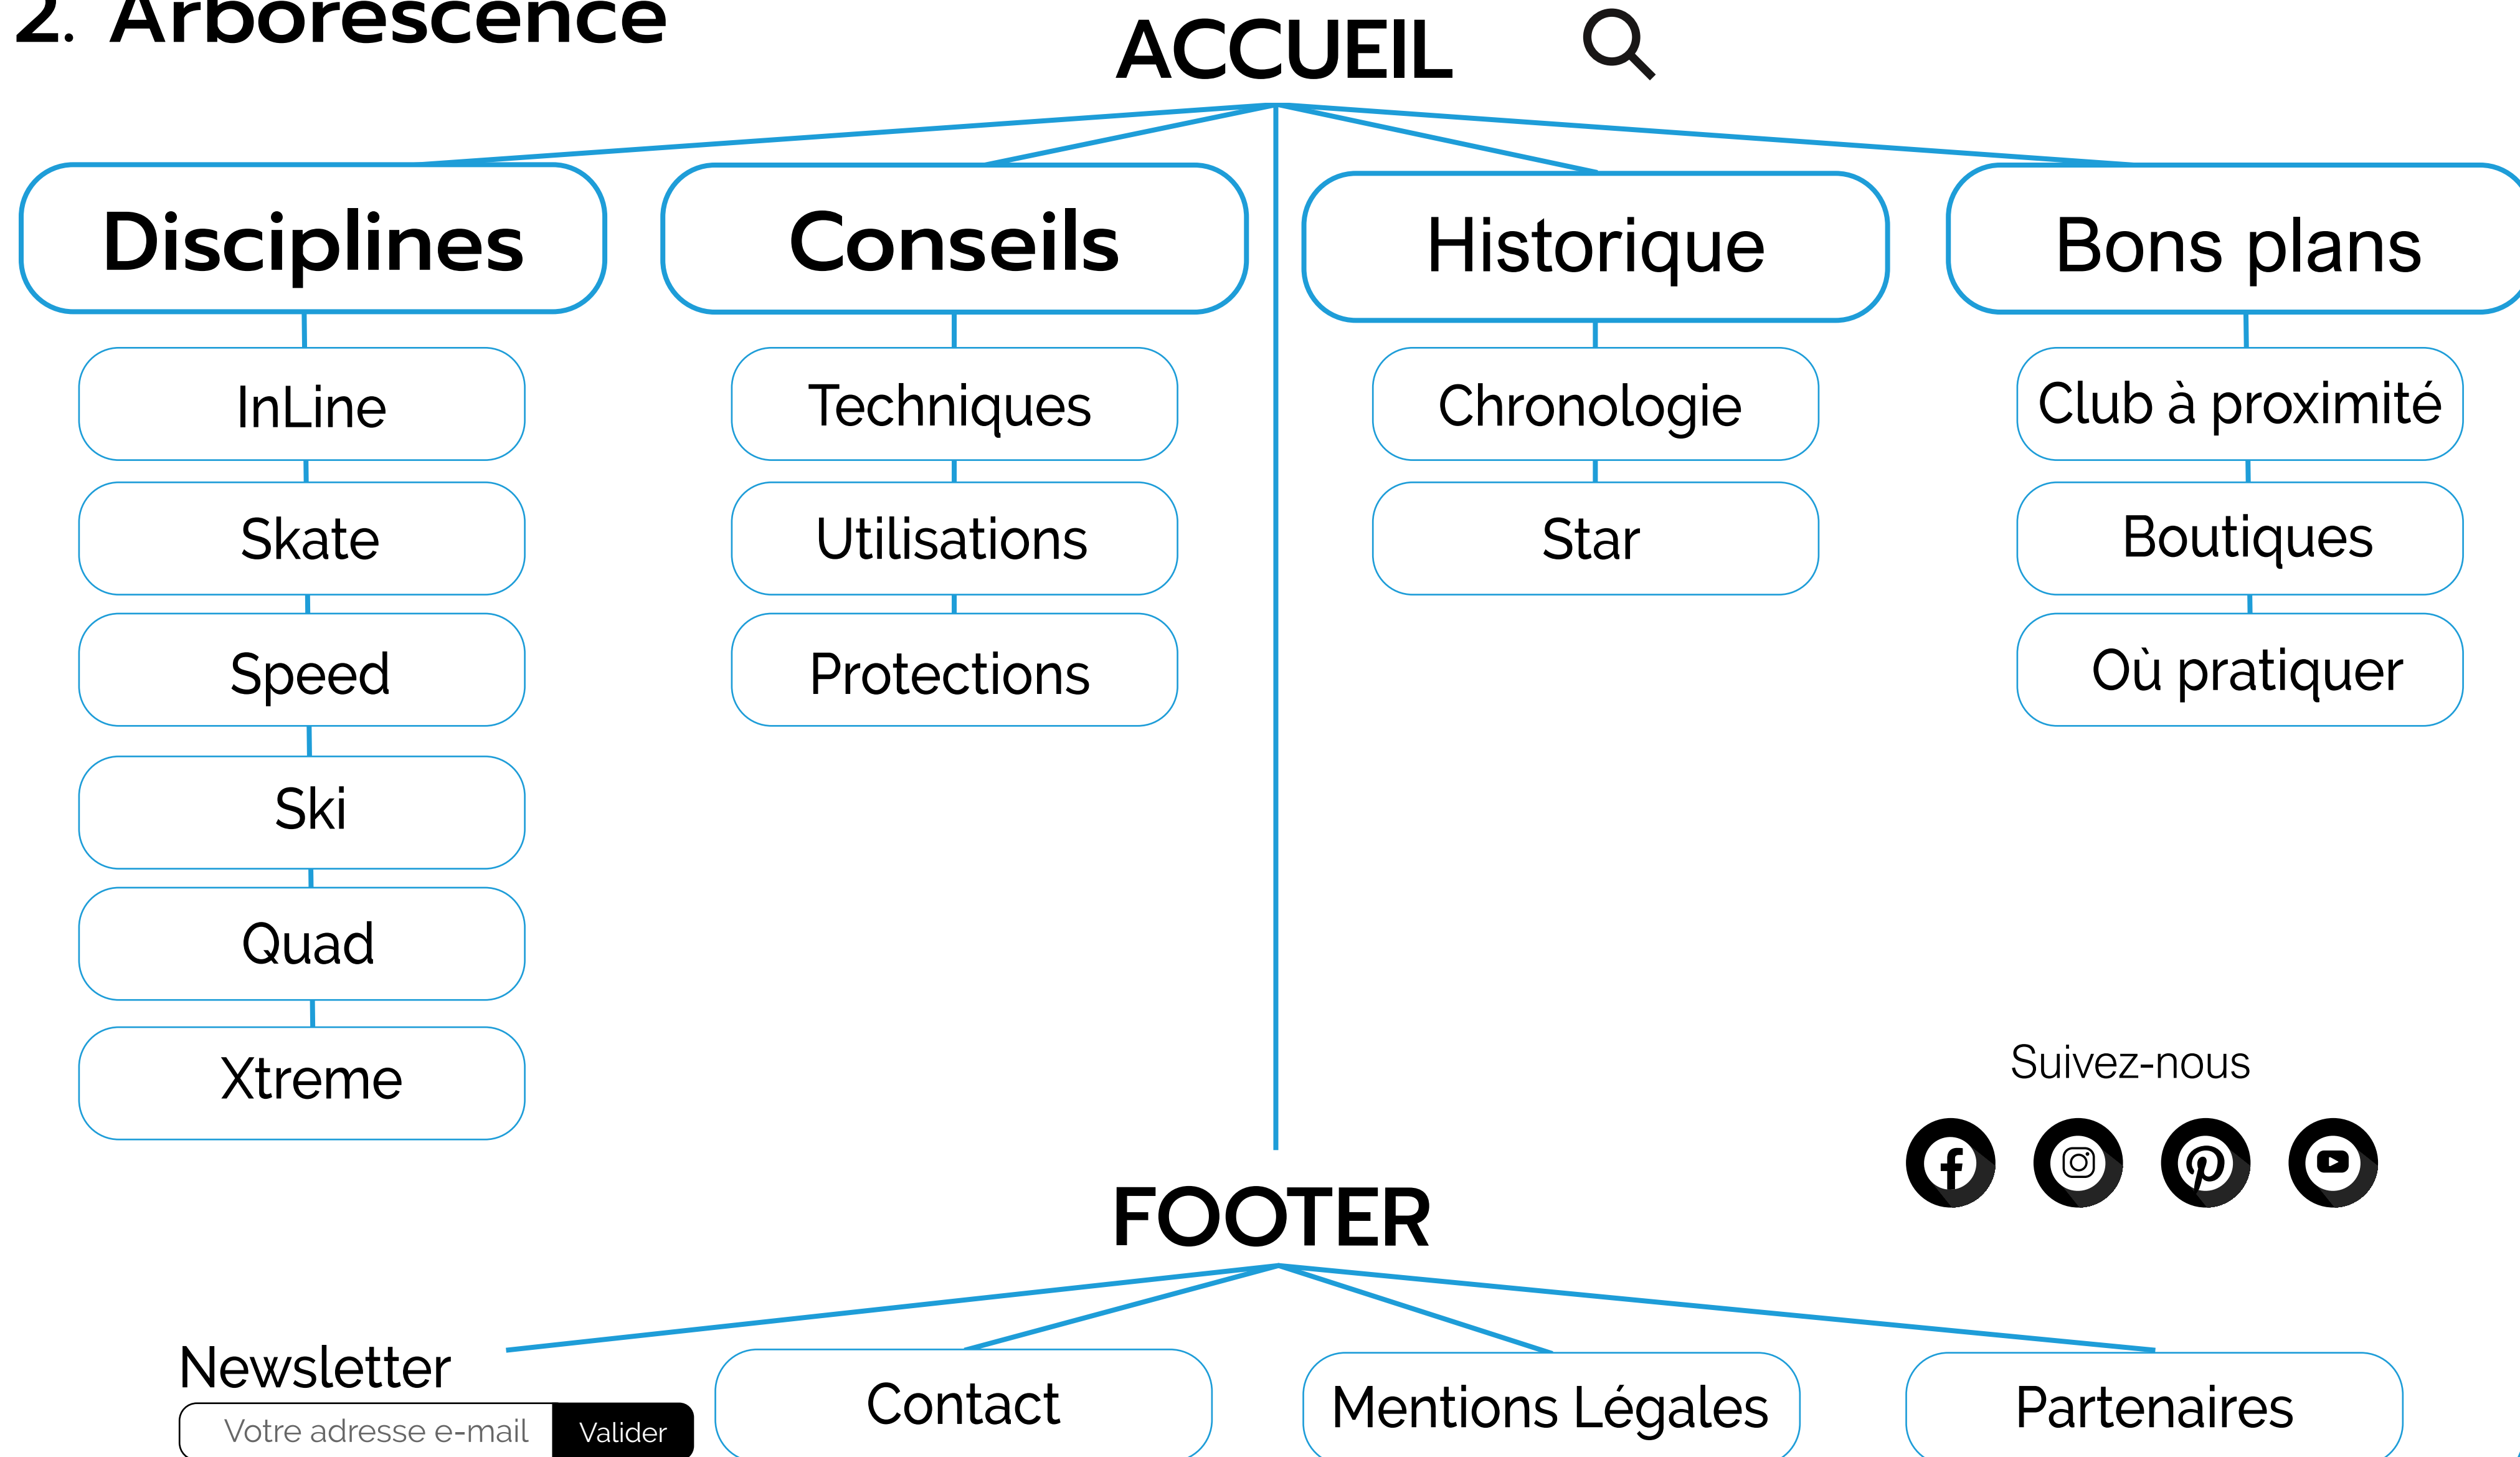 2. Arborescence
ACCUEIL
Disciplines
Conseils
Historique
Bons plans
InLine
Skate
Speed
Ski
Quad
Xtreme
Techniques
Utilisations
Protections
Chronologie
Star
Club à proximité
Boutiques
Où pratiquer
Suivez-nous
FOOTER
Newsletter
Votre adresse e-mail
Valider
Contact
Mentions Légales
Partenaires